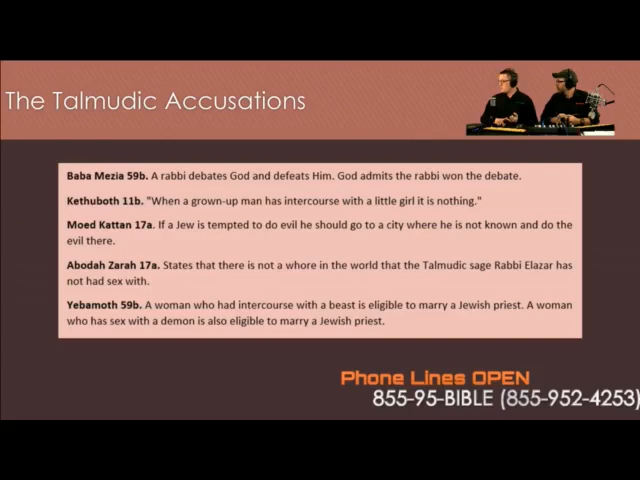 The Talmudic Accusations
Baba Mezia 59b. A rabbi debates God and defeats Him. God admits the rabbi won the debate.
Kethuboth 11b. "When a grown-up man has intercourse with a little girl it is nothing."
Moed Kattan 17a. If a Jew is tempted to do evil he should go to a city where he is not known and do the
evil there.
Abodah Zarah 17a. States that there is not a whore in the world that the Talmudic sage Rabbi Elazar has
not had sex with.
Yebamoth 59b. A woman who had intercourse with a beast is eligible to marry a Jewish priest. A woman
who has sex with a demon is also eligible to marry a Jewish priest.
Phone Lines OPEN
855-95-BIBLE (855-952-4253)